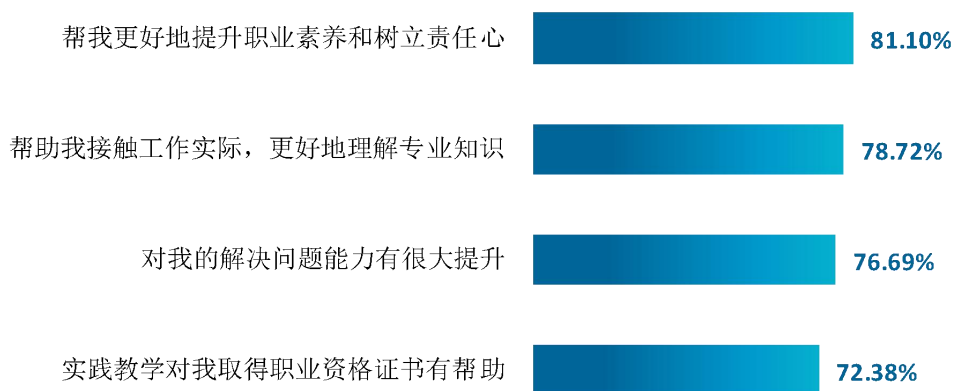 帮我更好地提升职业素养和树立责任心 81.10%
帮助我接触工作实际，更好地理解专业知识 78.72%
对我的解决问题能力有很大提升 76.69%
实践教学对我取得职业资格证书有帮助 72.38%